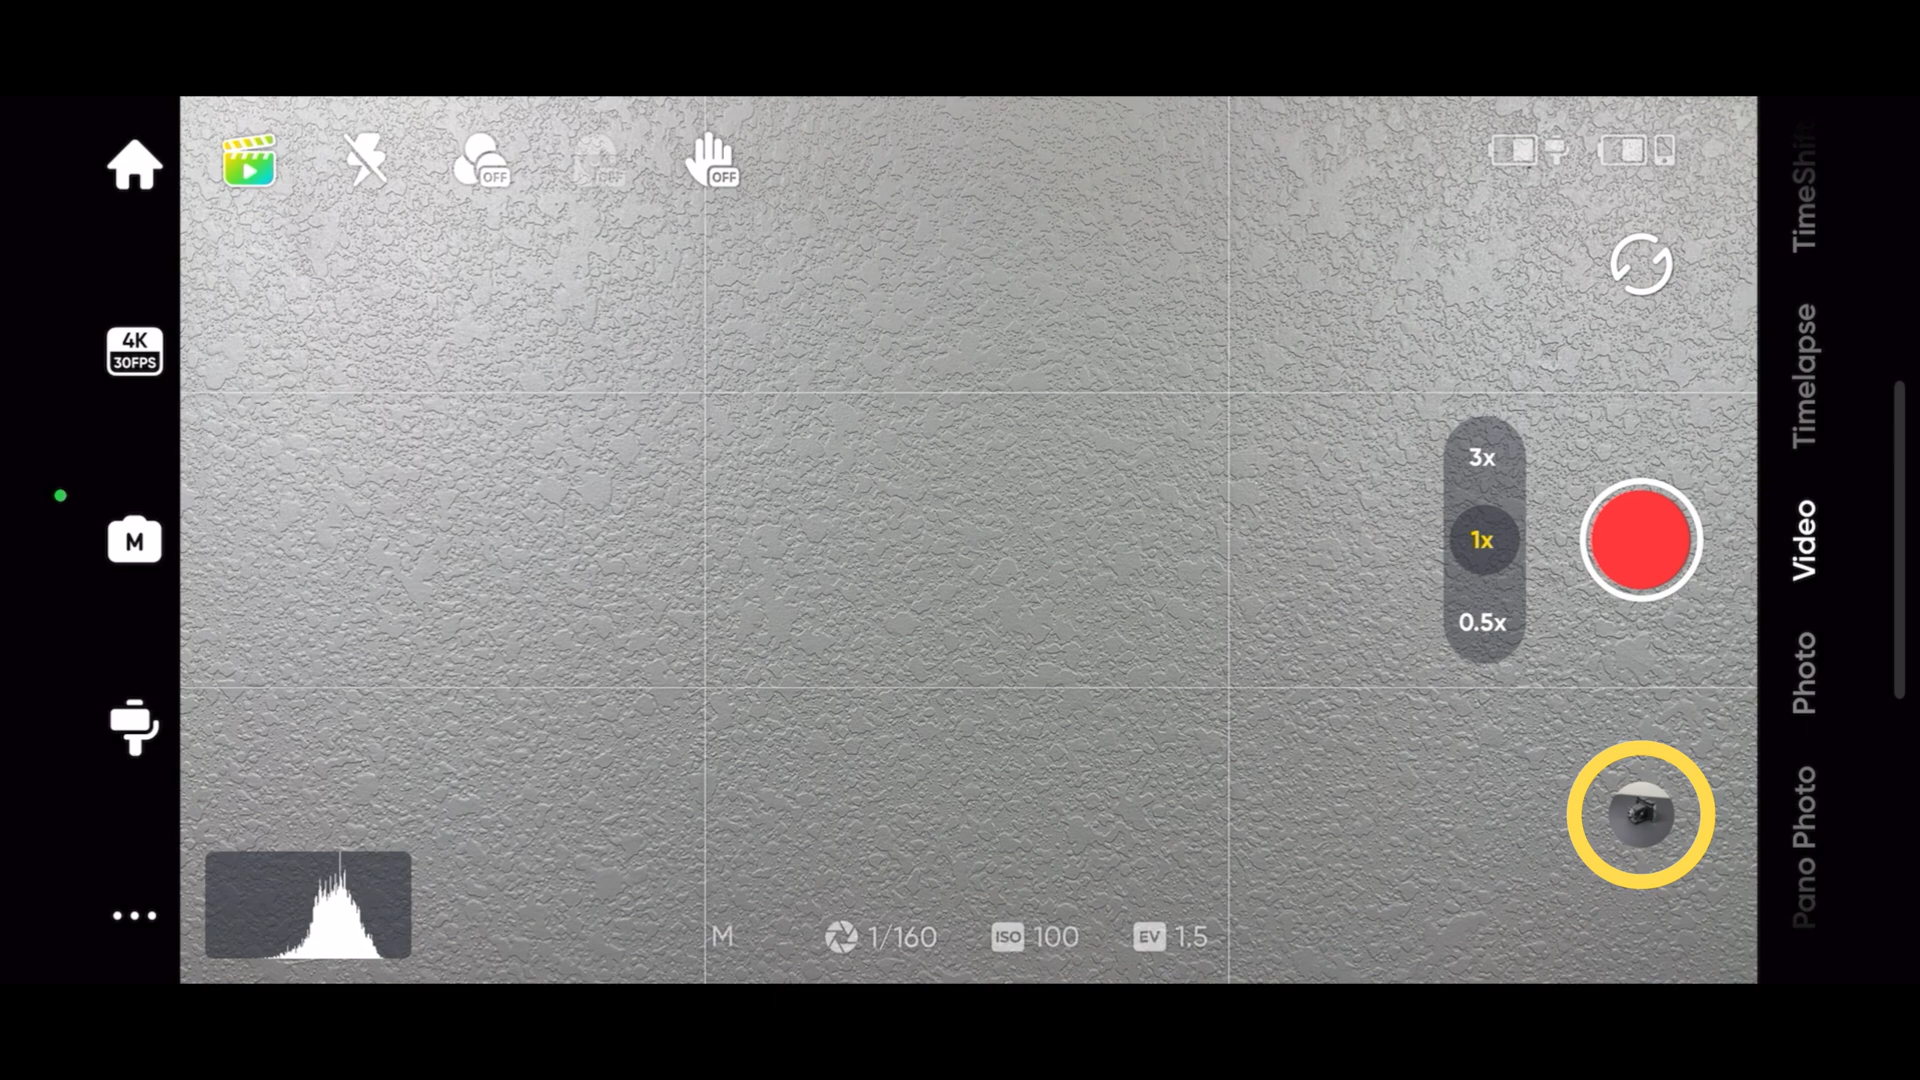 OFF
OFF
OFF
4K
30FPS
M
3x
1x
0.5x
M
1/160
ISO
100
EV
1.5
TimeShift
Timelapse
Video
Photo
Pano Photo